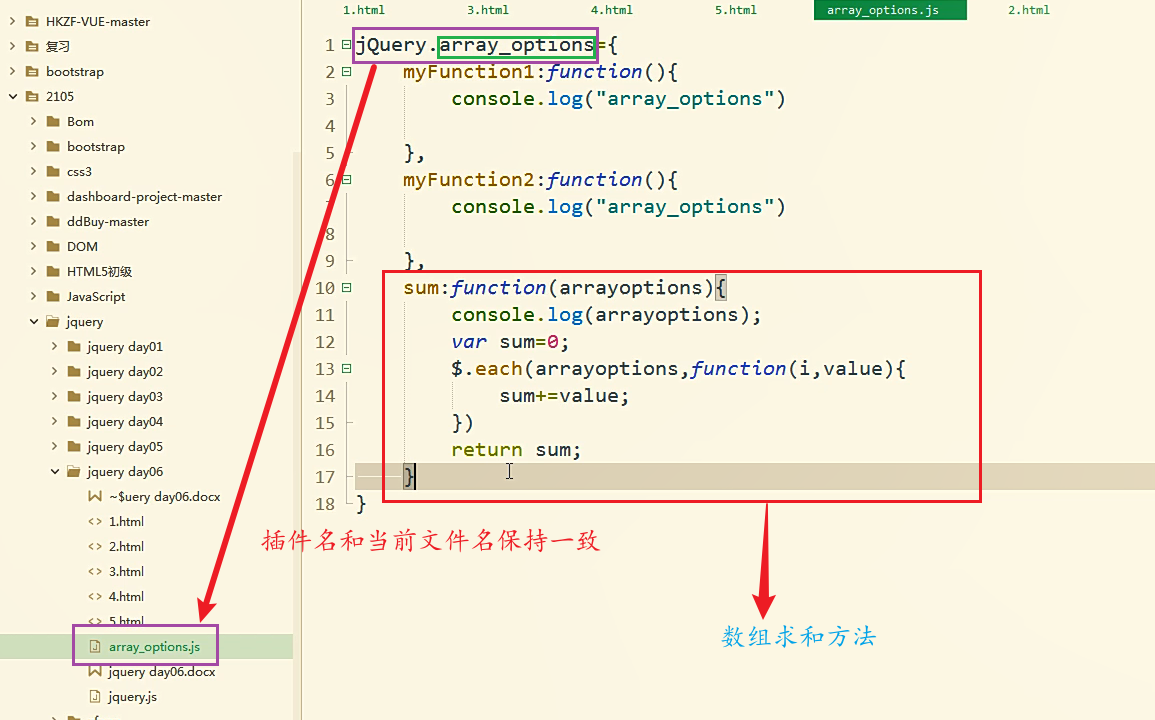 HKZF-VUE-master
复习
bootstrap
2105
Bom
bootstrap
css3
dashboard-project-master
ddBuy-master
DOM
HTML5初级
JavaScript
jquery
jquery day01
jquery day02
jquery day03
jquery day04
jquery day05
jquery day06
~$uery day06.docx
1.html
2.html
3.html
4.html
5.html
array_options.js
jquery day06.docx
jquery.js
1.html 3.html 4.html 5.html array_options.js 2.html
1 jQuery.array_options={
2 myFunction1:function(){
3 console.log("array_options")
4
5 },
6 myFunction2:function(){
7 console.log("array_options")
8
9 },
10 sum:function(arrayoptions){
11 console.log(arrayoptions);
12 var sum=0;
13 $.each(arrayoptions,function(i,value){
14 sum+=value;
15 })
16 return sum;
17 }
18 }
插件名和当前文件名保持一致
数组求和方法